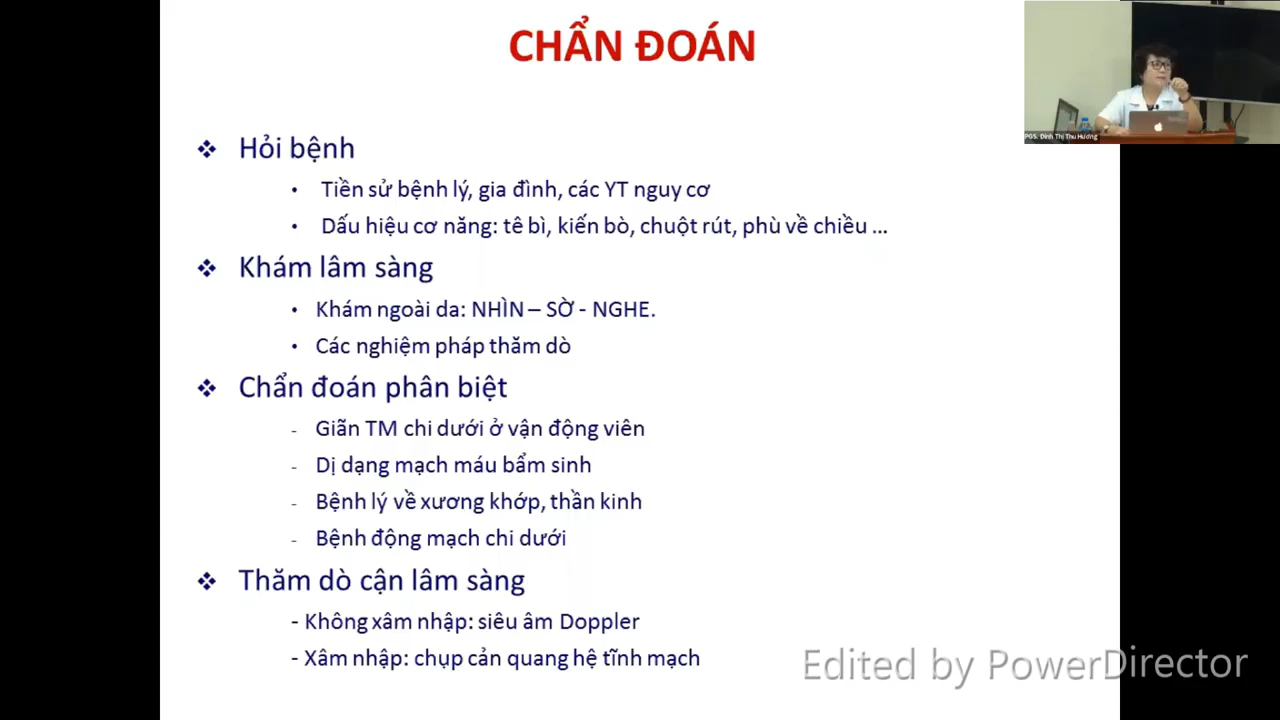 CHẨN ĐOÁN
PGS. Đinh Thị Thu Hương
❖ Hỏi bệnh
• Tiền sử bệnh lý, gia đình, các YT nguy cơ
• Dấu hiệu cơ năng: tê bì, kiến bò, chuột rút, phù về chiều ...
❖ Khám lâm sàng
• Khám ngoài da: NHÌN – SỜ - NGHE.
• Các nghiệm pháp thăm dò
❖ Chẩn đoán phân biệt
- Giãn TM chi dưới ở vận động viên
- Dị dạng mạch máu bẩm sinh
- Bệnh lý về xương khớp, thần kinh
- Bệnh động mạch chi dưới
❖ Thăm dò cận lâm sàng
- Không xâm nhập: siêu âm Doppler
- Xâm nhập: chụp cản quang hệ tĩnh mạch
Edited by PowerDirector